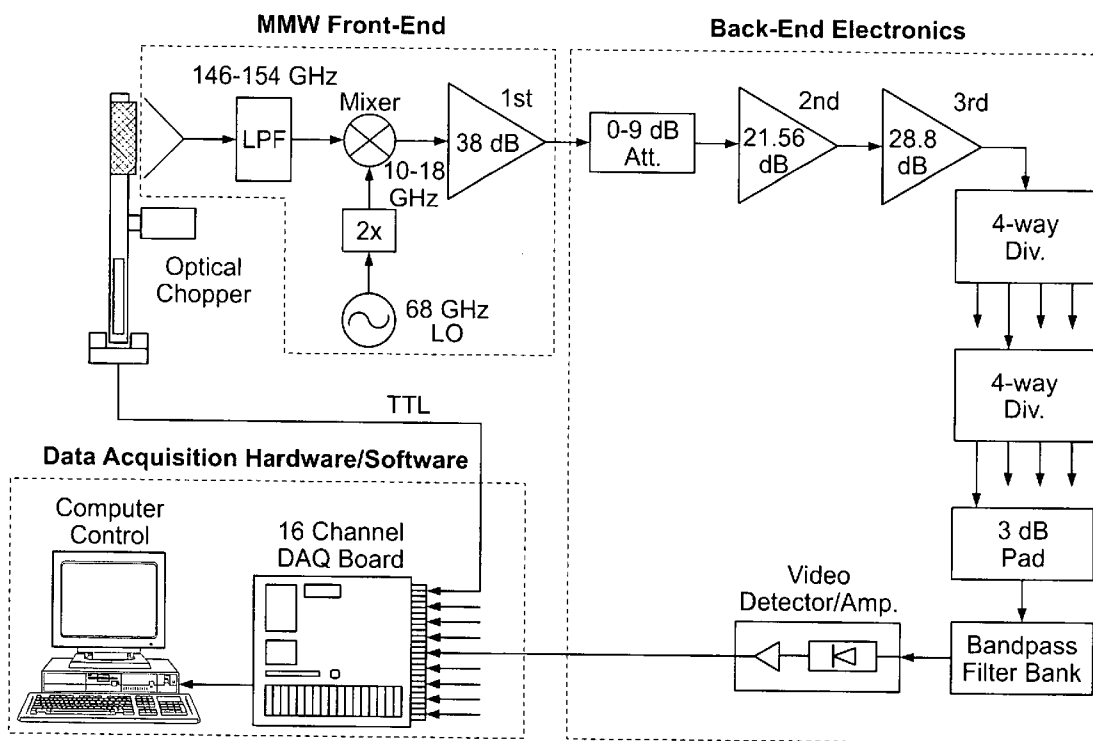 MMW Front-End
Back-End Electronics
146-154 GHz
Mixer
LPF
1st
38 dB
10-18
GHz
2x
68 GHz
LO
Optical
Chopper
0-9 dB
Att.
2nd
21.56
dB
3rd
28.8
dB
4-way
Div.
4-way
Div.
3 dB
Pad
Bandpass
Filter Bank
Video
Detector/Amp.
TTL
Data Acquisition Hardware/Software
Computer
Control
16 Channel
DAQ Board